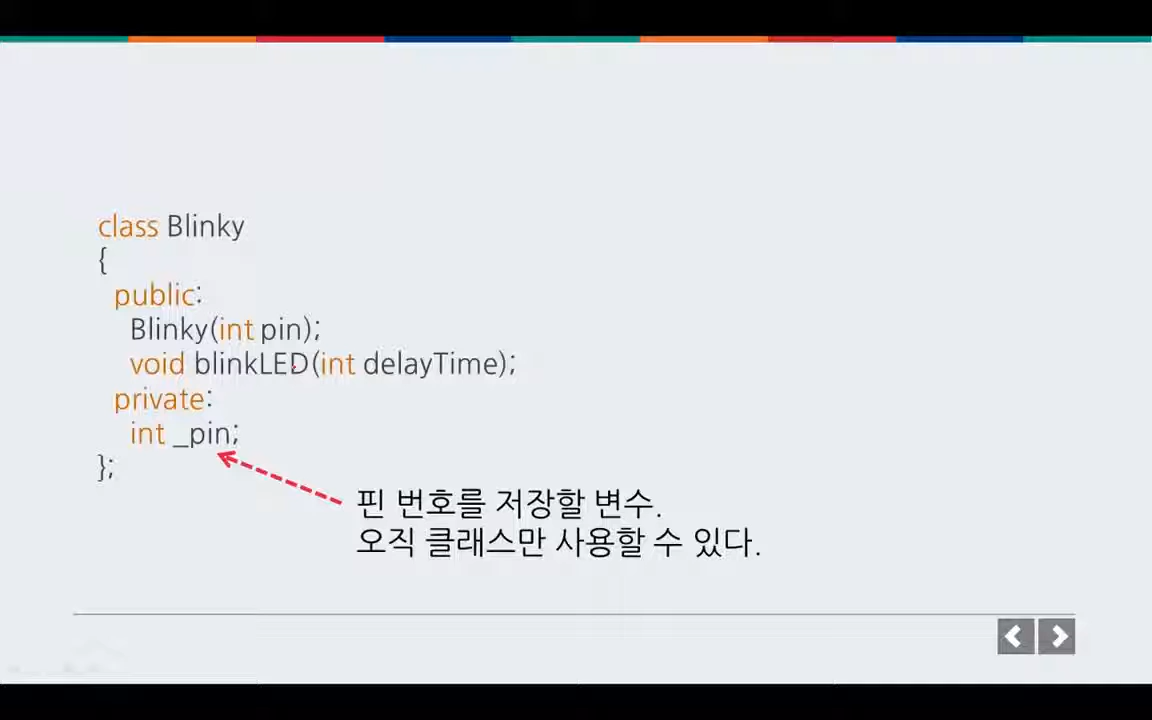 class Blinky
{
public:
Blinky(int pin);
void blinkLED(int delayTime);
private:
int _pin;
};
핀 번호를 저장할 변수.
오직 클래스만 사용할 수 있다.